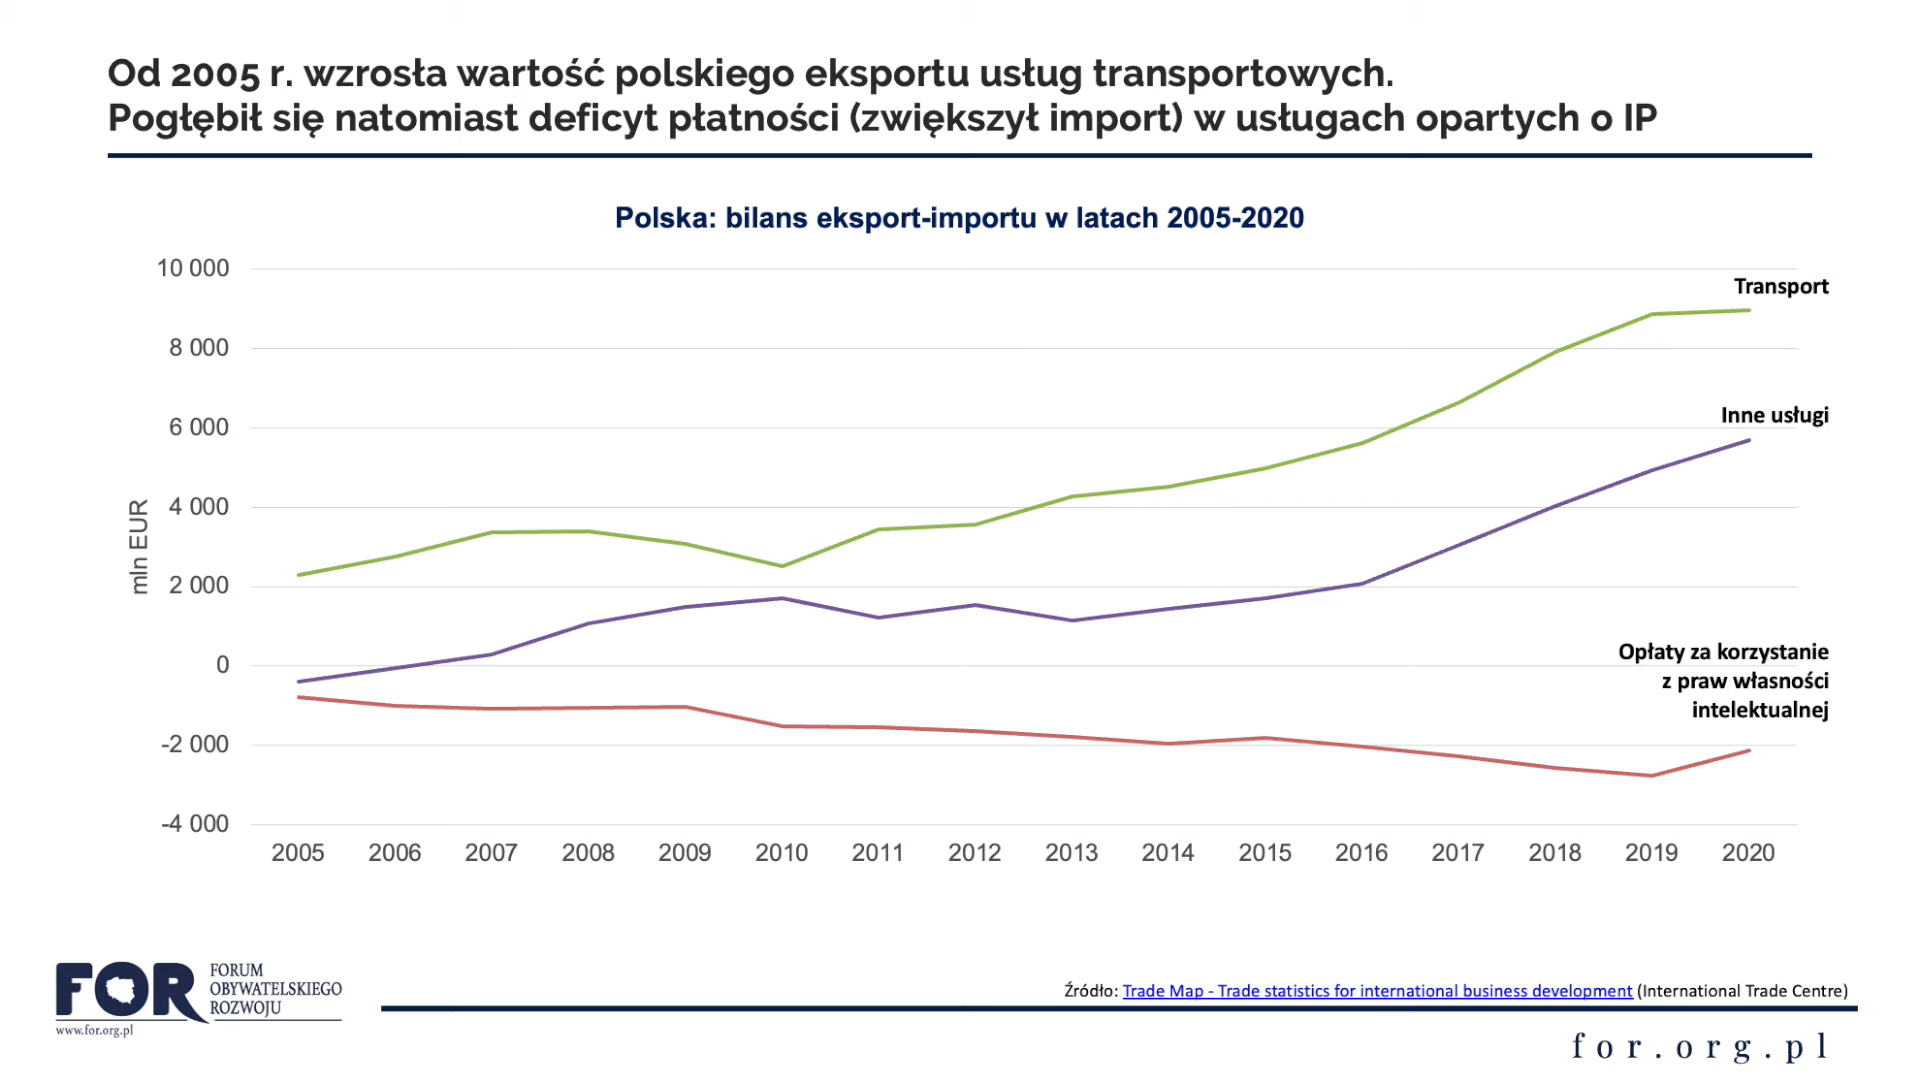 Od 2005 r. wzrosła wartość polskiego eksportu usług transportowych.
Pogłębił się natomiast deficyt płatności (zwiększył import) w usługach opartych o IP
Polska: bilans eksport-importu w latach 2005-2020
10 000
8 000
6 000
4 000
2 000
0
-2 000
-4 000
mln EUR
Transport
Inne usługi
Opłaty za korzystanie
z praw własności
intelektualnej
2005 2006 2007 2008 2009 2010 2011 2012 2013 2014 2015 2016 2017 2018 2019 2020
FOR
FORUM
OBYWATELSKIEGO
ROZWOJU
www.for.org.pl
Źródło: Trade Map - Trade statistics for international business development (International Trade Centre)
for.org.pl